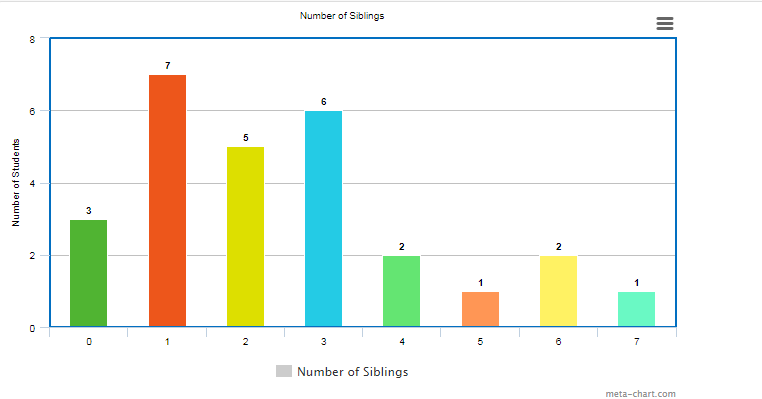 Number of Siblings
Number of Students
8
6
4
2
0
3
7
5
6
2
1
2
1
0 1 2 3 4 5 6 7
Number of Siblings
meta-chart.com